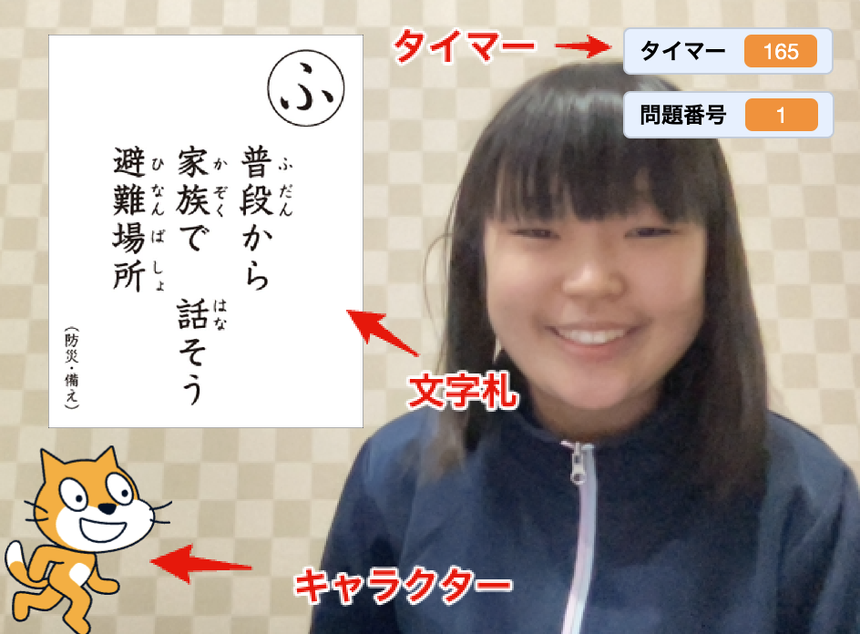 タイマー
タイマー 165
問題番号 1
ふ
普段から
ふだん
家族で 話そう
かぞく はな
避難場所
ひなんばしょ
(防災・備え)
文字札
キャラクター